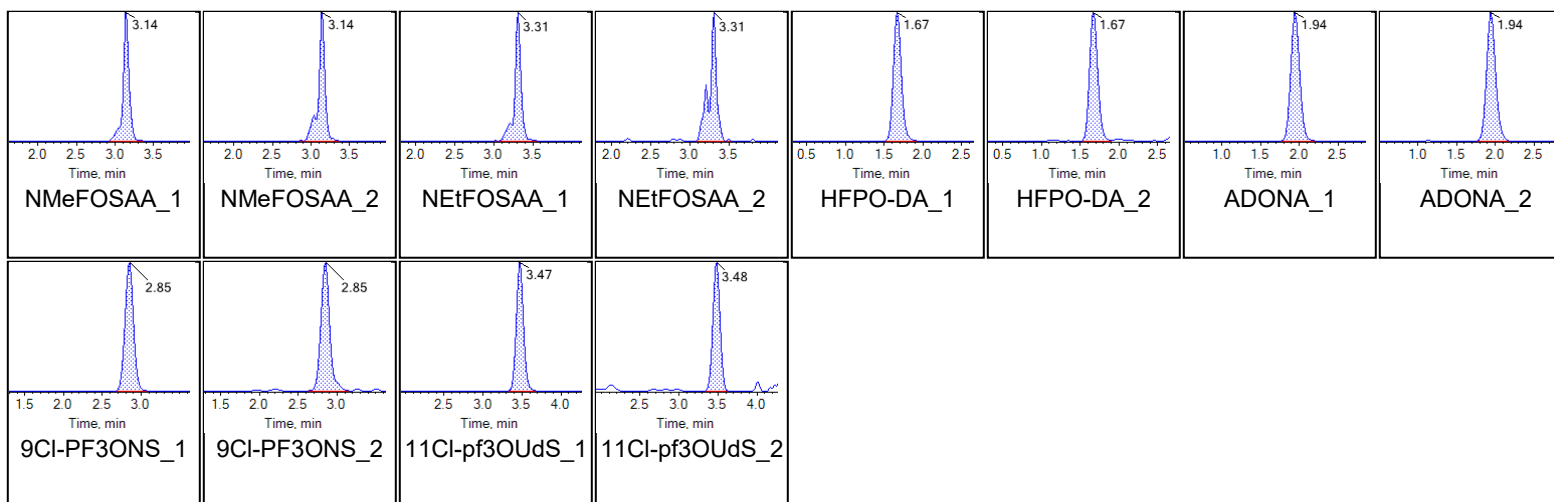 3.14
2.0 2.5 3.0 3.5
Time, min
NMeFOSAA_1
3.14
2.0 2.5 3.0 3.5
Time, min
NMeFOSAA_2
3.31
2.0 2.5 3.0 3.5
Time, min
NEtFOSAA_1
3.31
2.0 2.5 3.0 3.5
Time, min
NEtFOSAA_2
1.67
0.5 1.0 1.5 2.0 2.5
Time, min
HFPO-DA_1
1.67
0.5 1.0 1.5 2.0 2.5
Time, min
HFPO-DA_2
1.94
1.0 1.5 2.0 2.5
Time, min
ADONA_1
1.94
1.0 1.5 2.0 2.5
Time, min
ADONA_2
2.85
1.5 2.0 2.5 3.0
Time, min
9Cl-PF3ONS_1
2.85
1.5 2.0 2.5 3.0
Time, min
9Cl-PF3ONS_2
3.47
2.5 3.0 3.5 4.0
Time, min
11Cl-pf3OUdS_1
3.48
2.5 3.0 3.5 4.0
Time, min
11Cl-pf3OUdS_2